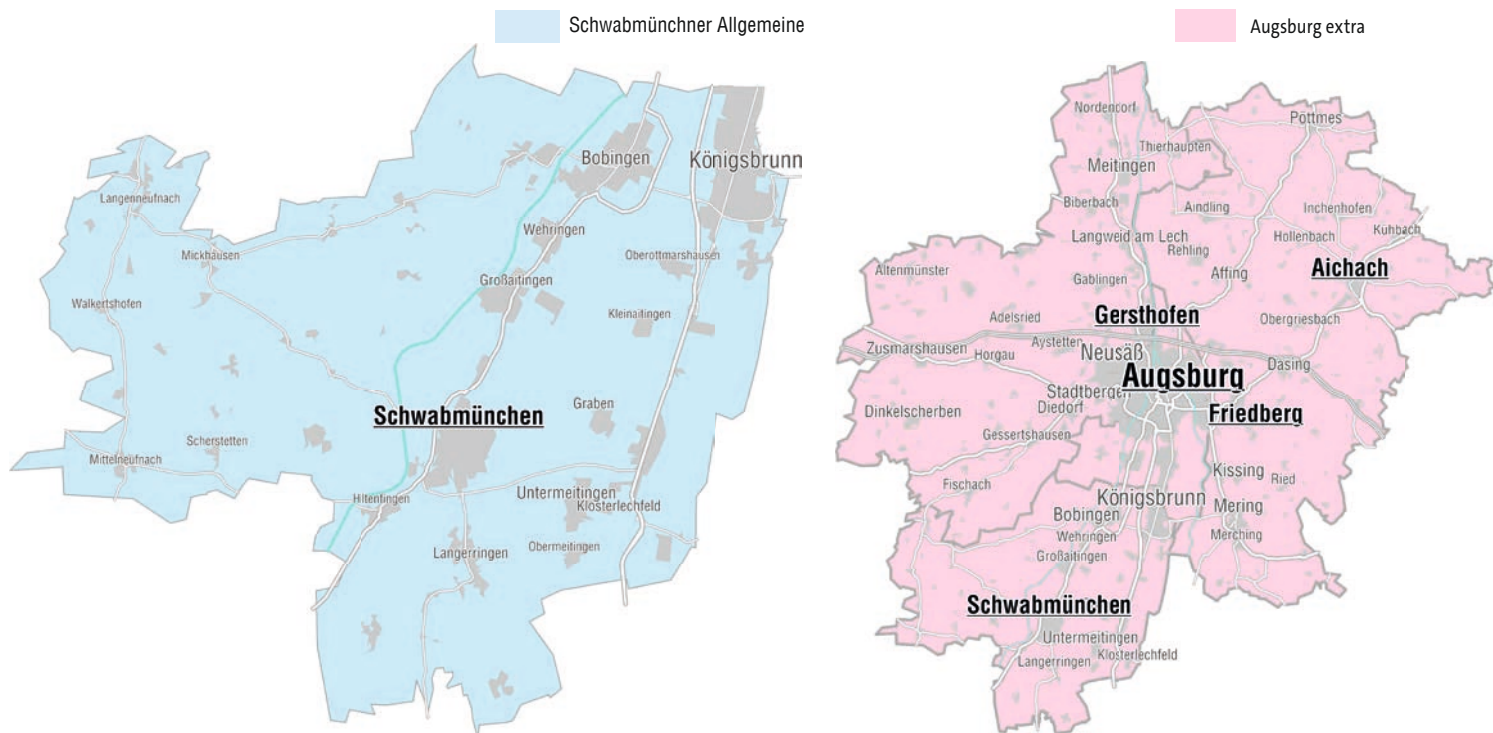 Schwabmünchner Allgemeine
Bobingen
Königsbrunn
Langenneufnach
Wehringen
Mickhausen
Oberottmarshausen
Großaitingen
Walkertshofen
Kleinaitingen
Graben
Schwabmünchen
Scherstetten
Mittelneufnach
Hiltenfingen
Untermeitingen
Klosterlechfeld
Langerringen
Obermeitingen
Augsburg extra
Nordendorf
Pöttmes
Thierhaupten
Meitingen
Biberbach
Aindling
Inchenhofen
Kühbach
Langweid am Lech
Hollenbach
Rehling
Altenmünster
Gablingen
Affing
Aichach
Adelsried
Gersthofen
Obergriesbach
Zusmarshausen
Horgau
Aystetten
Neusäß
Dasing
Augsburg
Stadtbergen
Dinkelscherben
Diedorf
Friedberg
Gessertshausen
Kissing
Ried
Fischach
Königsbrunn
Bobingen
Mering
Wehringen
Merching
Großaitingen
Schwabmünchen
Untermeitingen
Langerringen
Klosterlechfeld